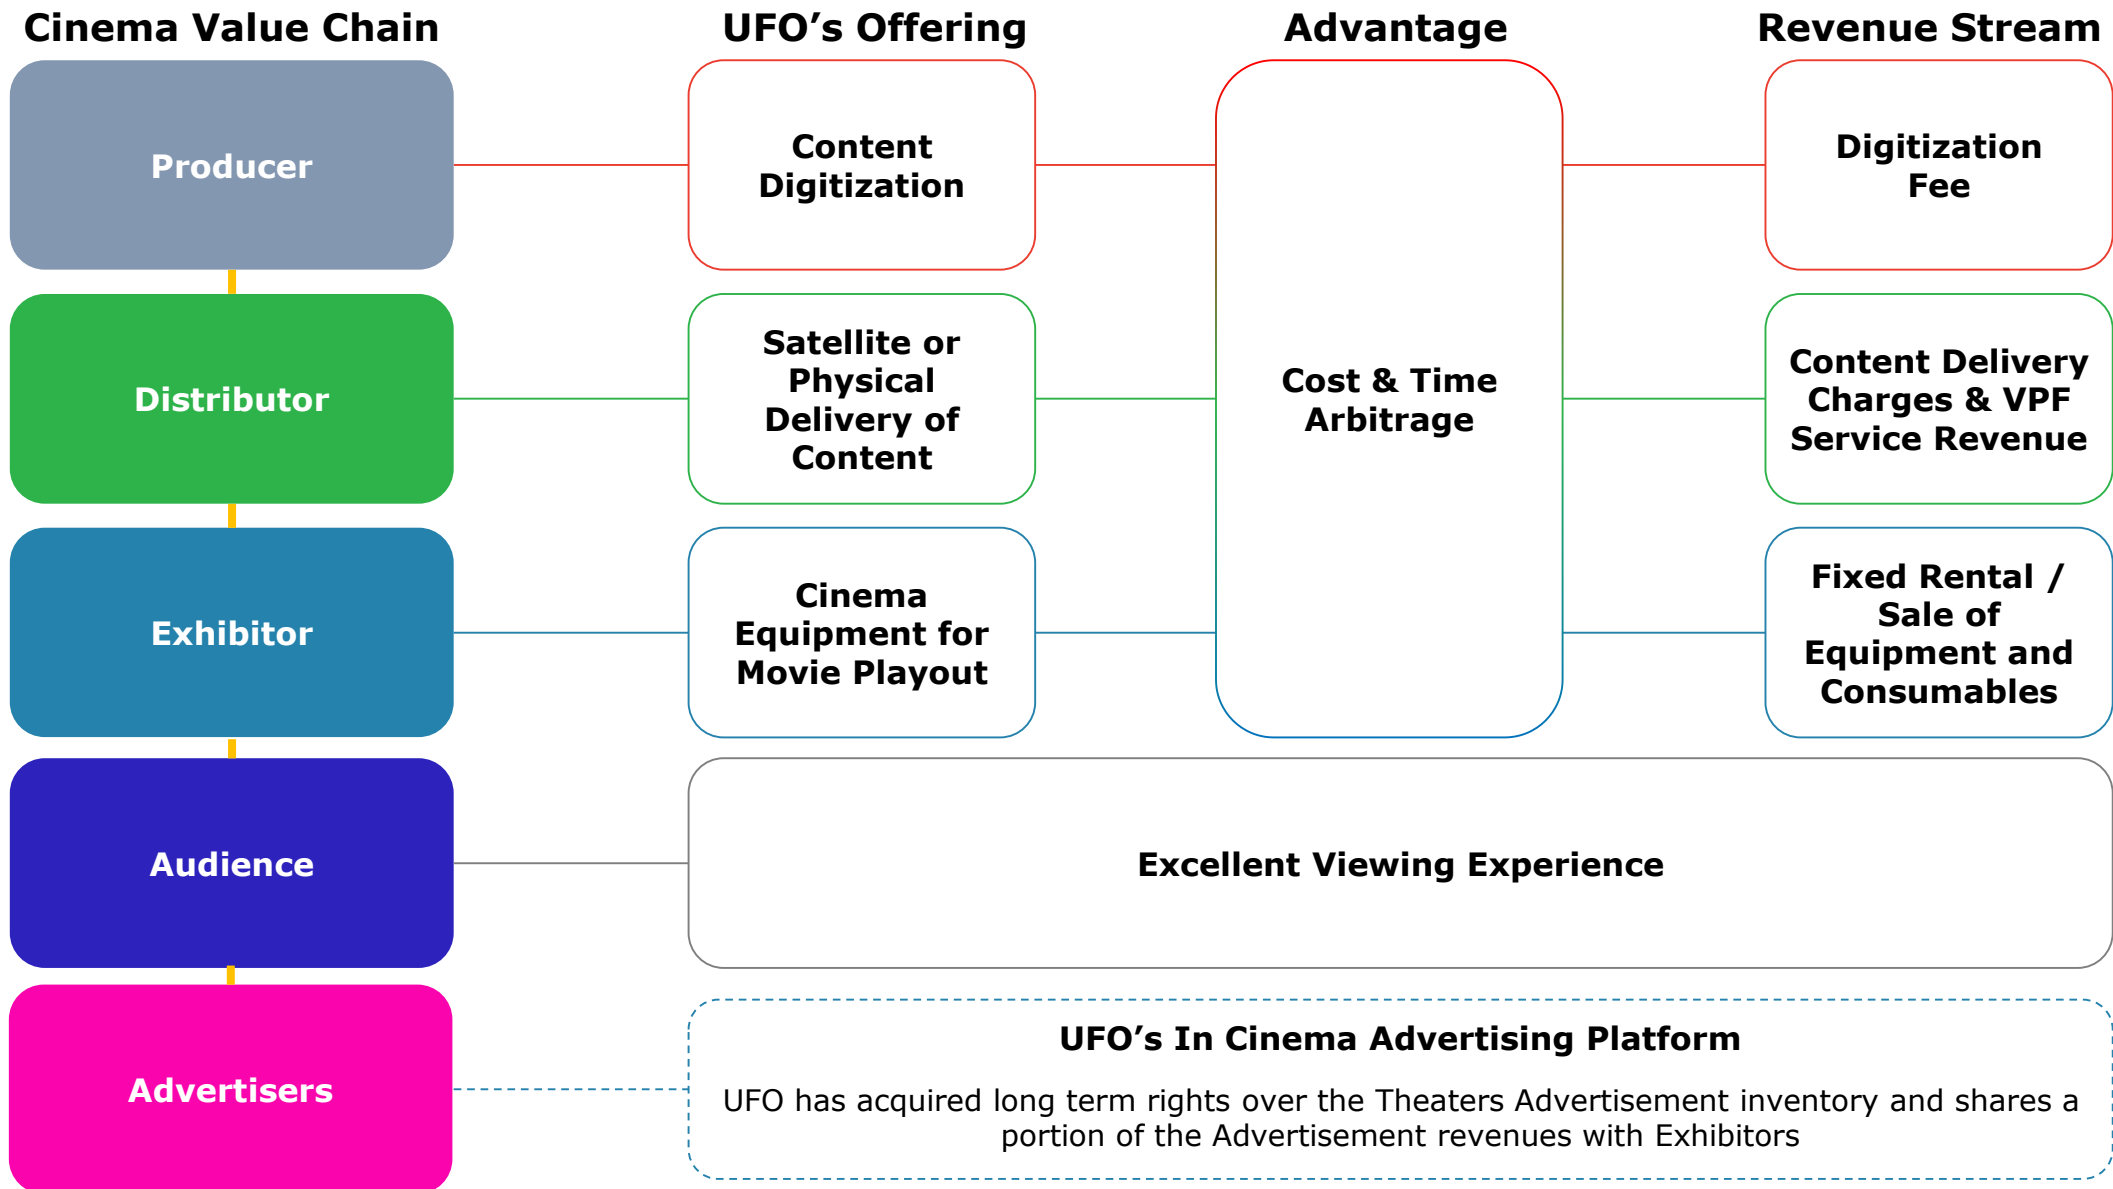 Cinema Value Chain
UFO’s Offering
Advantage
Revenue Stream
Producer
Content
Digitization
Cost & Time
Arbitrage
Digitization
Fee
Distributor
Satellite or
Physical
Delivery of
Content
Content Delivery
Charges & VPF
Service Revenue
Exhibitor
Cinema
Equipment for
Movie Playout
Fixed Rental /
Sale of
Equipment and
Consumables
Audience
Excellent Viewing Experience
Advertisers
UFO’s In Cinema Advertising Platform
UFO has acquired long term rights over the Theaters Advertisement inventory and shares a
portion of the Advertisement revenues with Exhibitors